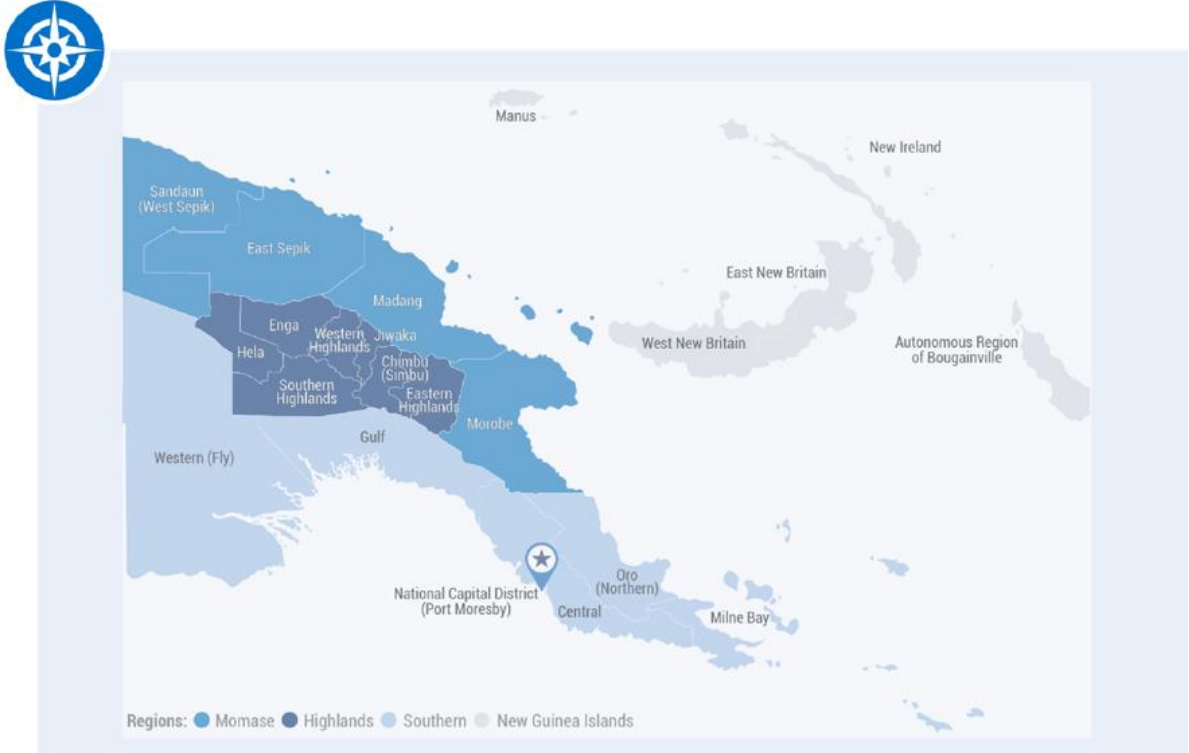 Manus
New Ireland
Sandaun
(West Sepik)
East Sepik
East New Britain
Madang
Enga
Western
Highlands
Jiwaka
West New Britain
Autonomous Region
of Bougainville
Hela
Chimbu
(Simbu)
Southern
Highlands
Eastern
Highlands
Morobe
Gulf
Western (Fly)
Oro
(Northern)
National Capital District
(Port Moresby)
Central
Milne Bay
Regions: Momase Highlands Southern New Guinea Islands